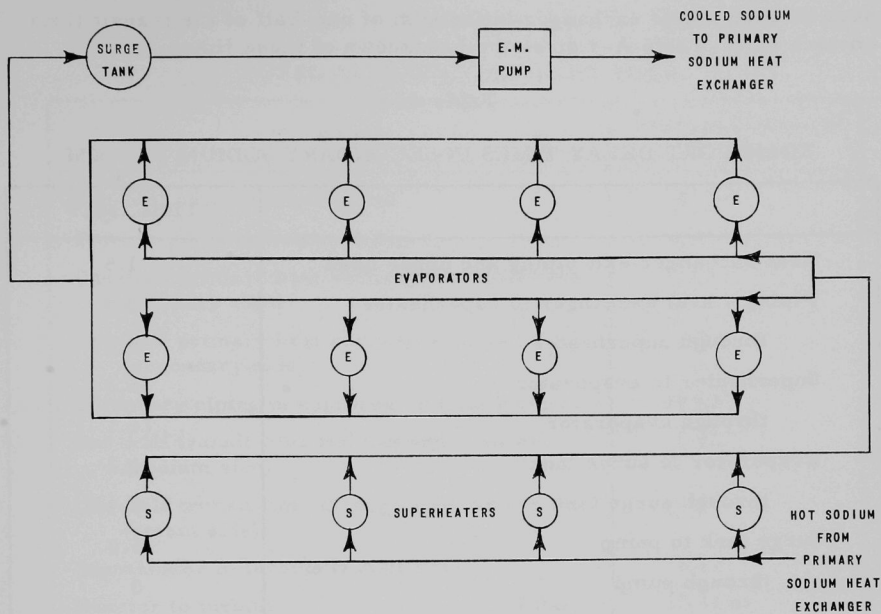 SURGE
TANK
E.M.
PUMP
COOLED SODIUM
TO PRIMARY
SODIUM HEAT
EXCHANGER
E
E
E
E
EVAPORATORS
E
E
E
E
S
S
SUPERHEATERS
S
S
HOT SODIUM
FROM
PRIMARY
SODIUM HEAT
EXCHANGER